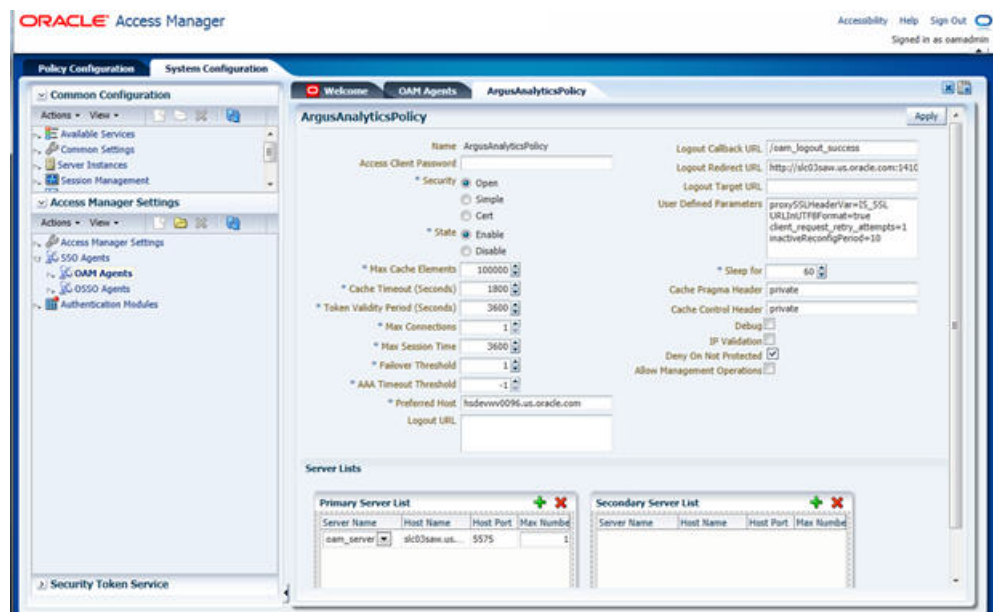 ORACLE Access Manager
Accessibility Help Sign Out
Signed in as oamadmin
Policy Configuration System Configuration
Common Configuration
Actions View
Available Services
Common Settings
Server Instances
Session Management
Access Manager Settings
Actions View
Access Manager Settings
SSO Agents
OAM Agents
OSSO Agents
Authentication Modules
Security Token Service
Welcome OAM Agents ArgusAnalyticsPolicy
ArgusAnalyticsPolicy
Apply
Name ArgusAnalyticsPolicy
Access Client Password
* Security Open
Simple
Cert
* State Enable
Disable
* Max Cache Elements 100000
* Cache Timeout (Seconds) 1800
* Token Validity Period (Seconds) 3600
* Max Connections 1
* Max Session Time 3600
* Failover Threshold 1
* AAA Timeout Threshold -1
* Preferred Host hsdevwv0096.us.oracle.com
Logout URL
Logout Callback URL /oam_logout_success
Logout Redirect URL http://slc03saw.us.oracle.com:1410
Logout Target URL
User Defined Parameters proxySSLHeaderVar=IS_SSL
URLInUTF8Format=true
client_request_retry_attempts=1
inactiveReconfigPeriod=10
* Sleep for 60
Cache Pragma Header private
Cache Control Header private
Debug
IP Validation
Deny On Not Protected
Allow Management Operations
Server Lists
Primary Server List
Server Name Host Name Host Port Max Numbe
oam_server slc03saw.us.... 5575 1
Secondary Server List
Server Name Host Name Host Port Max Numbe